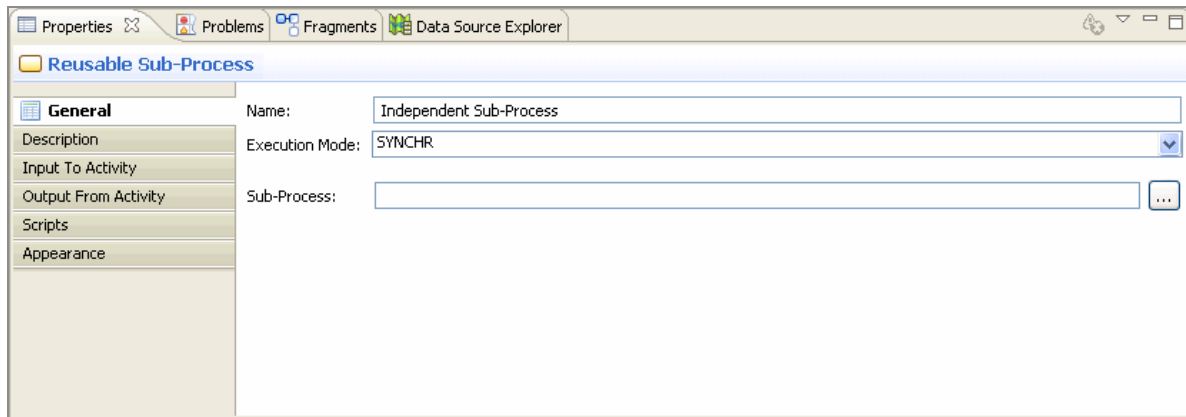 Properties Problems Fragments Data Source Explorer
Reusable Sub-Process
General
Name: Independent Sub-Process
Description
Execution Mode: SYNCHR
Input To Activity
Output From Activity
Sub-Process: ...
Scripts
Appearance